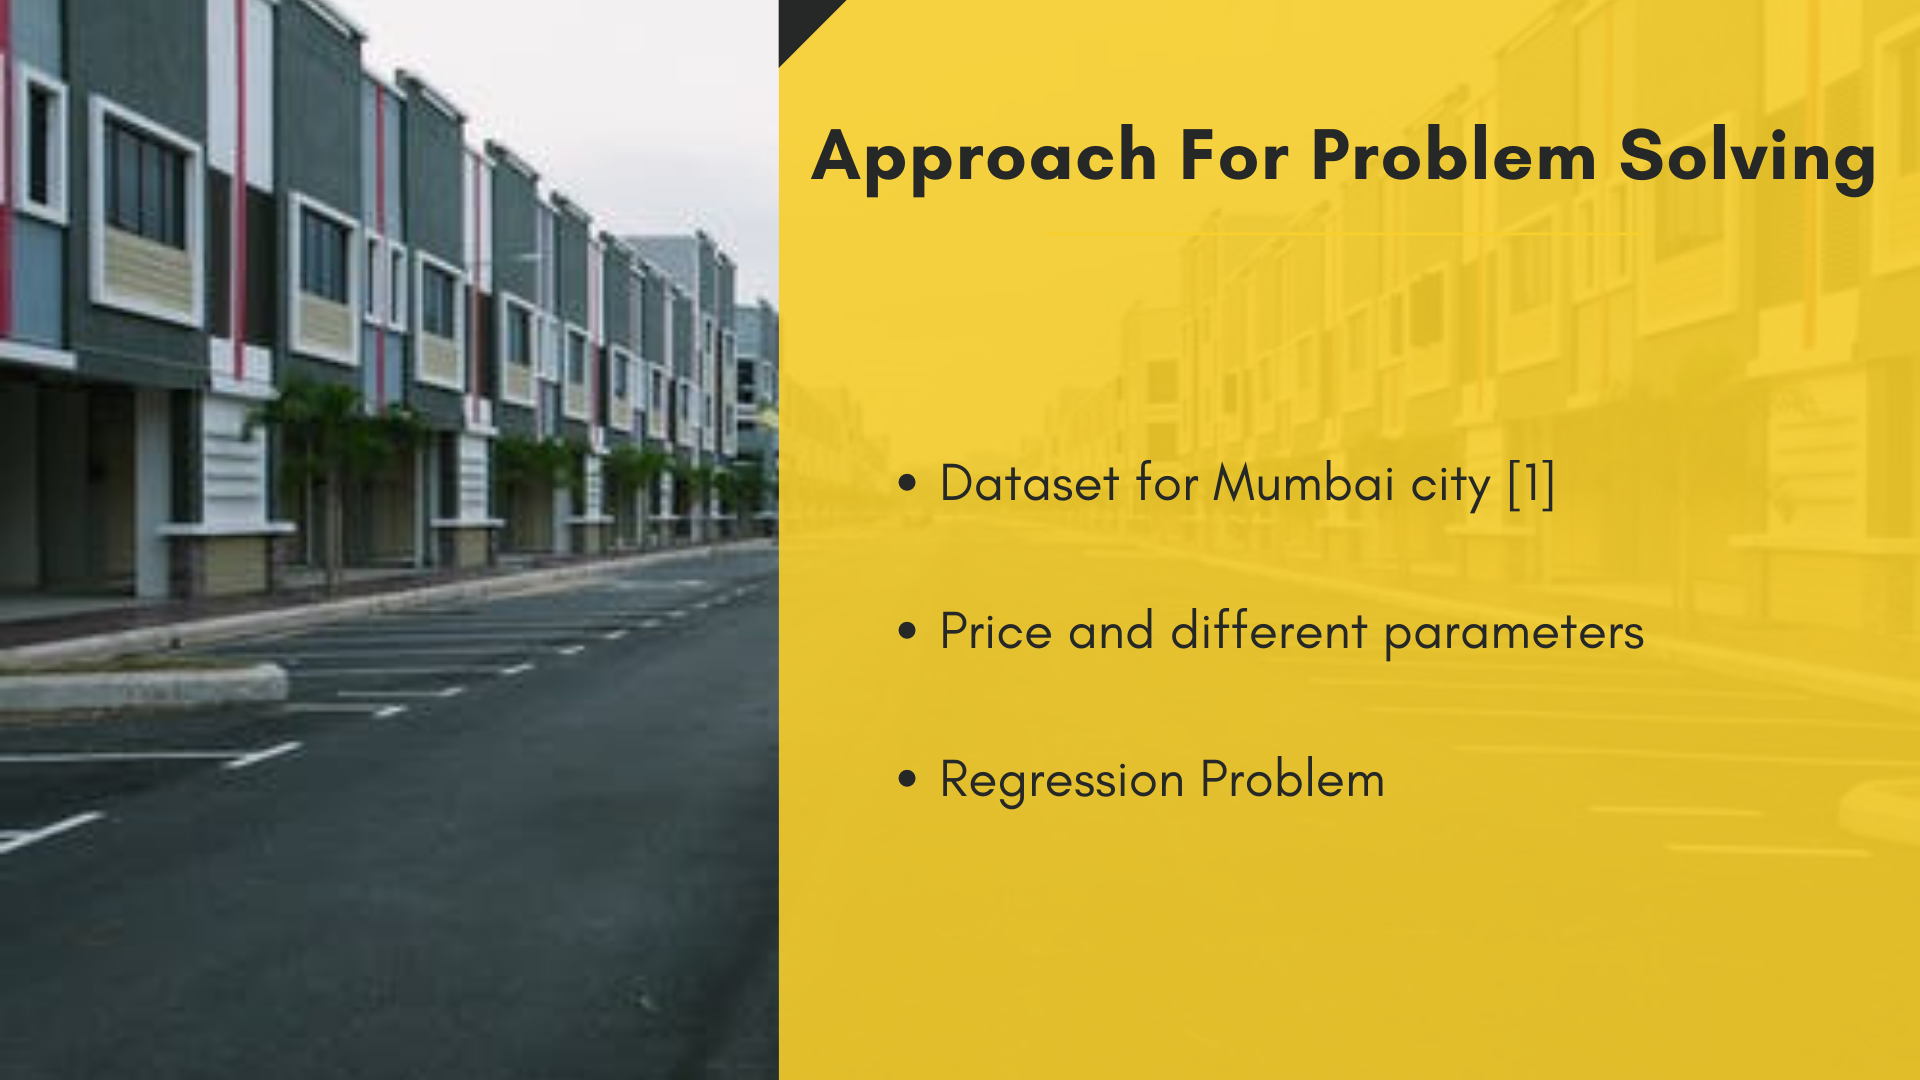 Approach For Problem Solving
• Dataset for Mumbai city [1]
• Price and different parameters
• Regression Problem